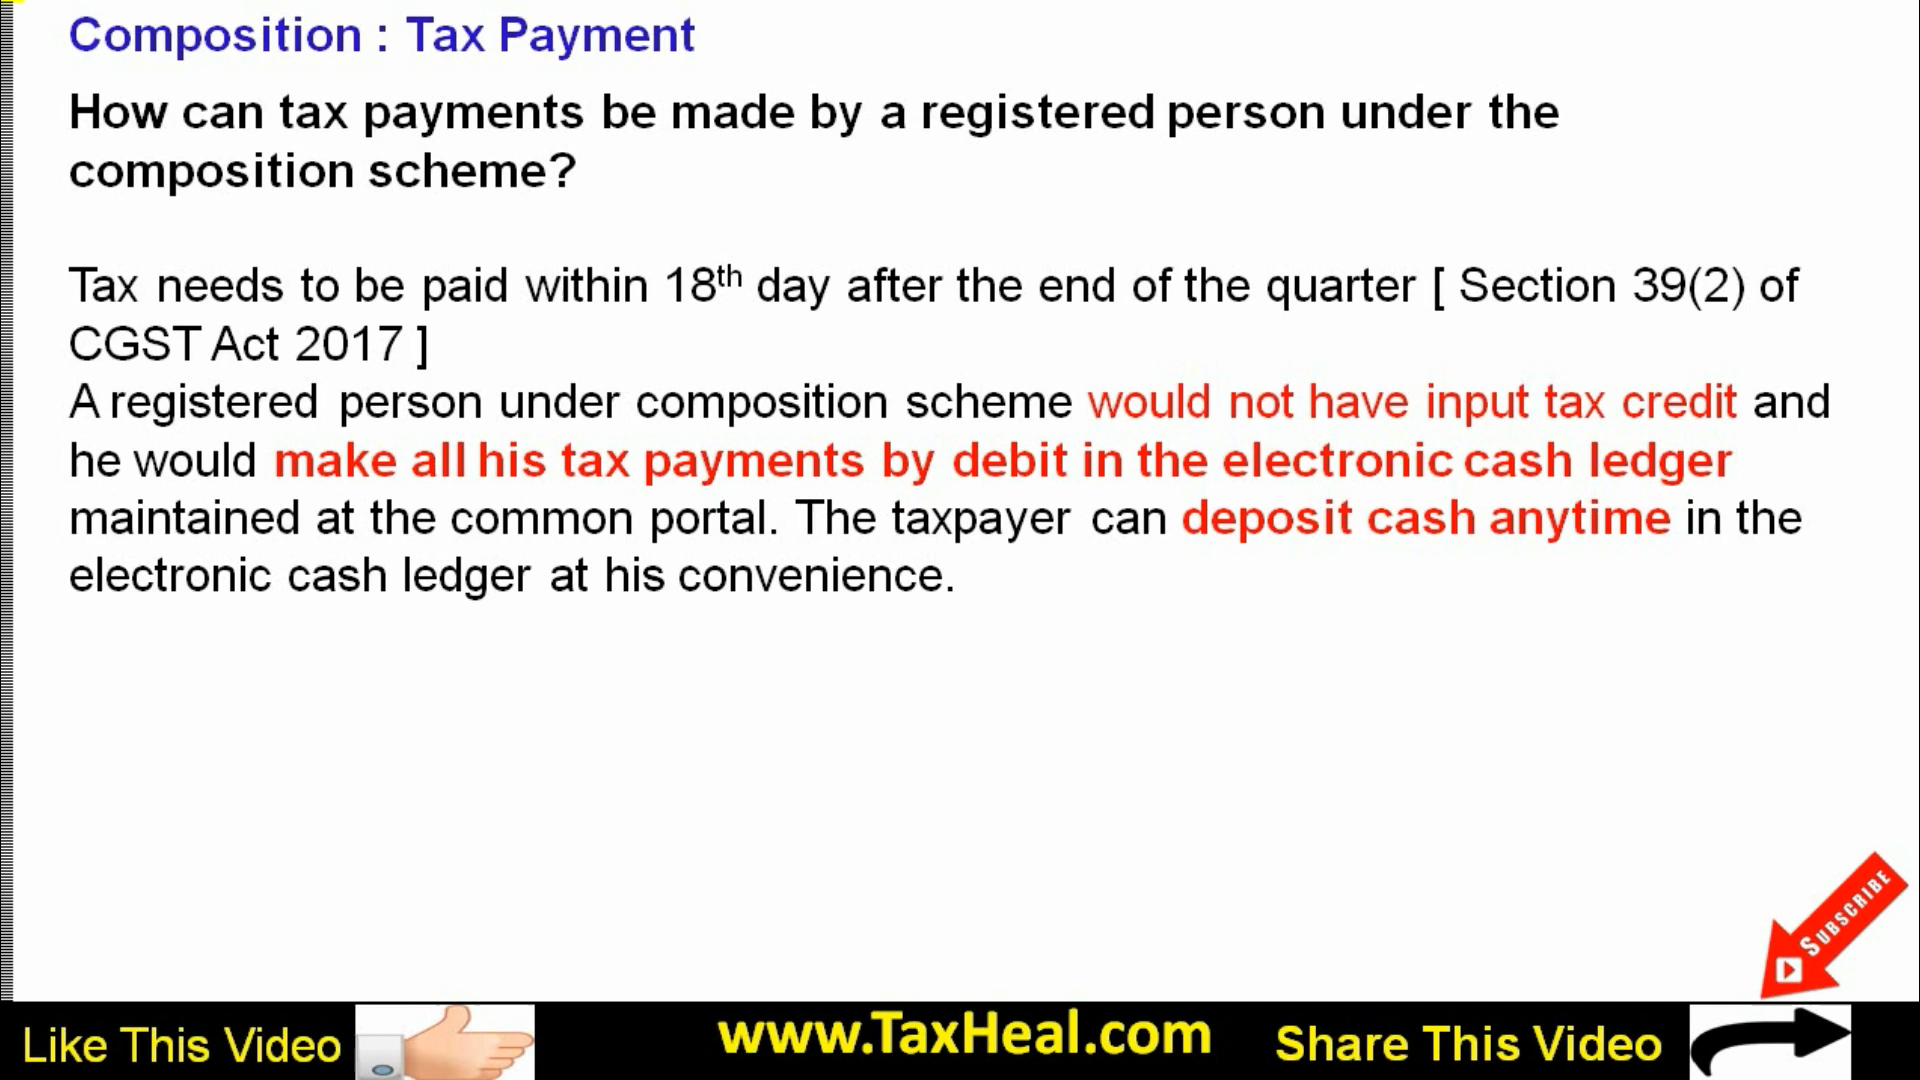 Composition : Tax Payment
How can tax payments be made by a registered person under the
composition scheme?
Tax needs to be paid within 18th day after the end of the quarter [ Section 39(2) of
CGST Act 2017 ]
A registered person under composition scheme would not have input tax credit and
he would make all his tax payments by debit in the electronic cash ledger
maintained at the common portal. The taxpayer can deposit cash anytime in the
electronic cash ledger at his convenience.
SUBSCRIBE
Like This Video
www.TaxHeal.com
Share This Video